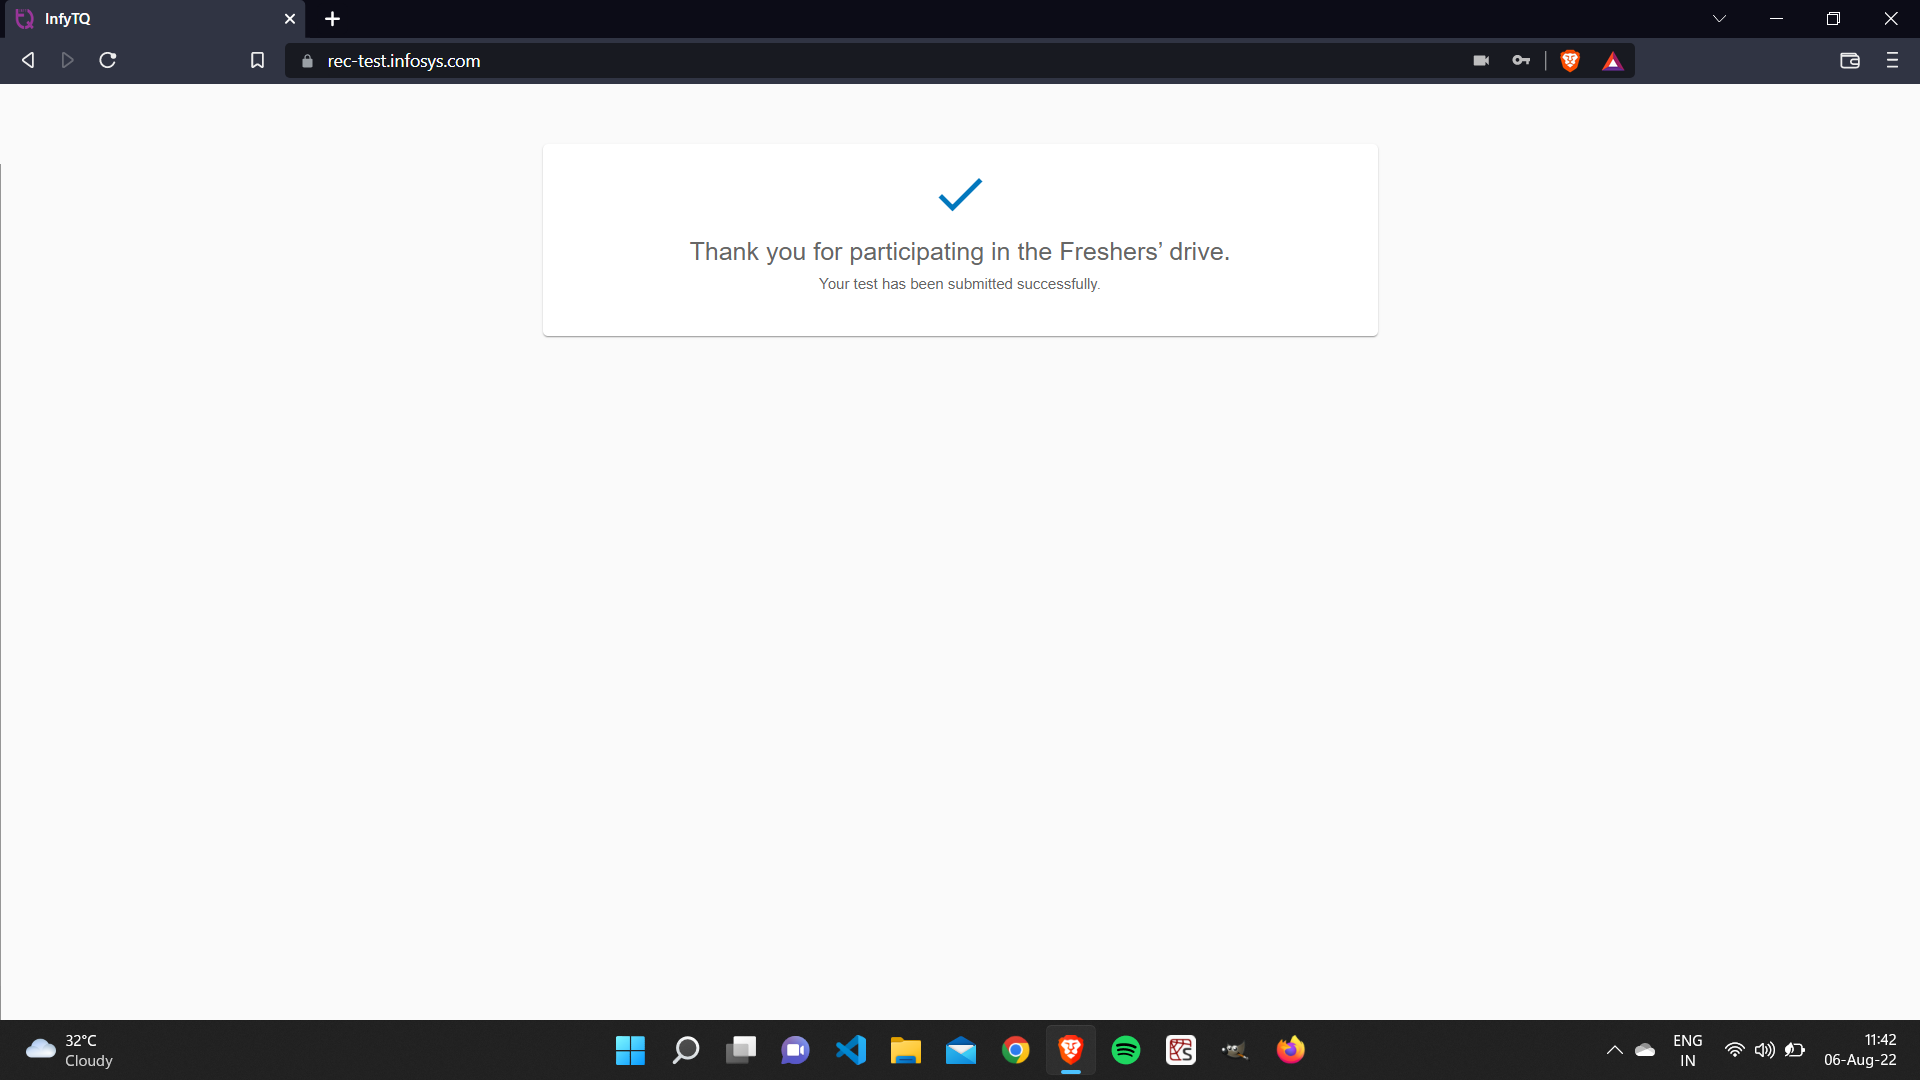 InfyTQ
rec-test.infosys.com
Thank you for participating in the Freshers’ drive.
Your test has been submitted successfully.
32°C
Cloudy
ENG
IN
11:42
06-Aug-22